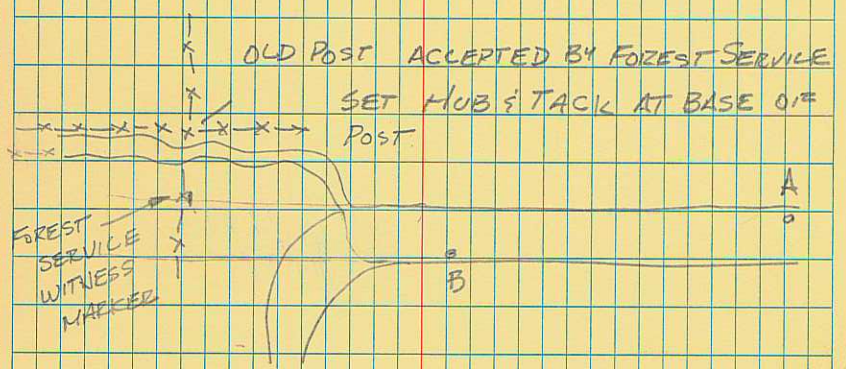 OLD POST ACCEPTED BY FOREST SERVICE
SET HUB & TACK AT BASE OF
POST
A
FOREST
SERVICE
WITNESS
MARKER
B